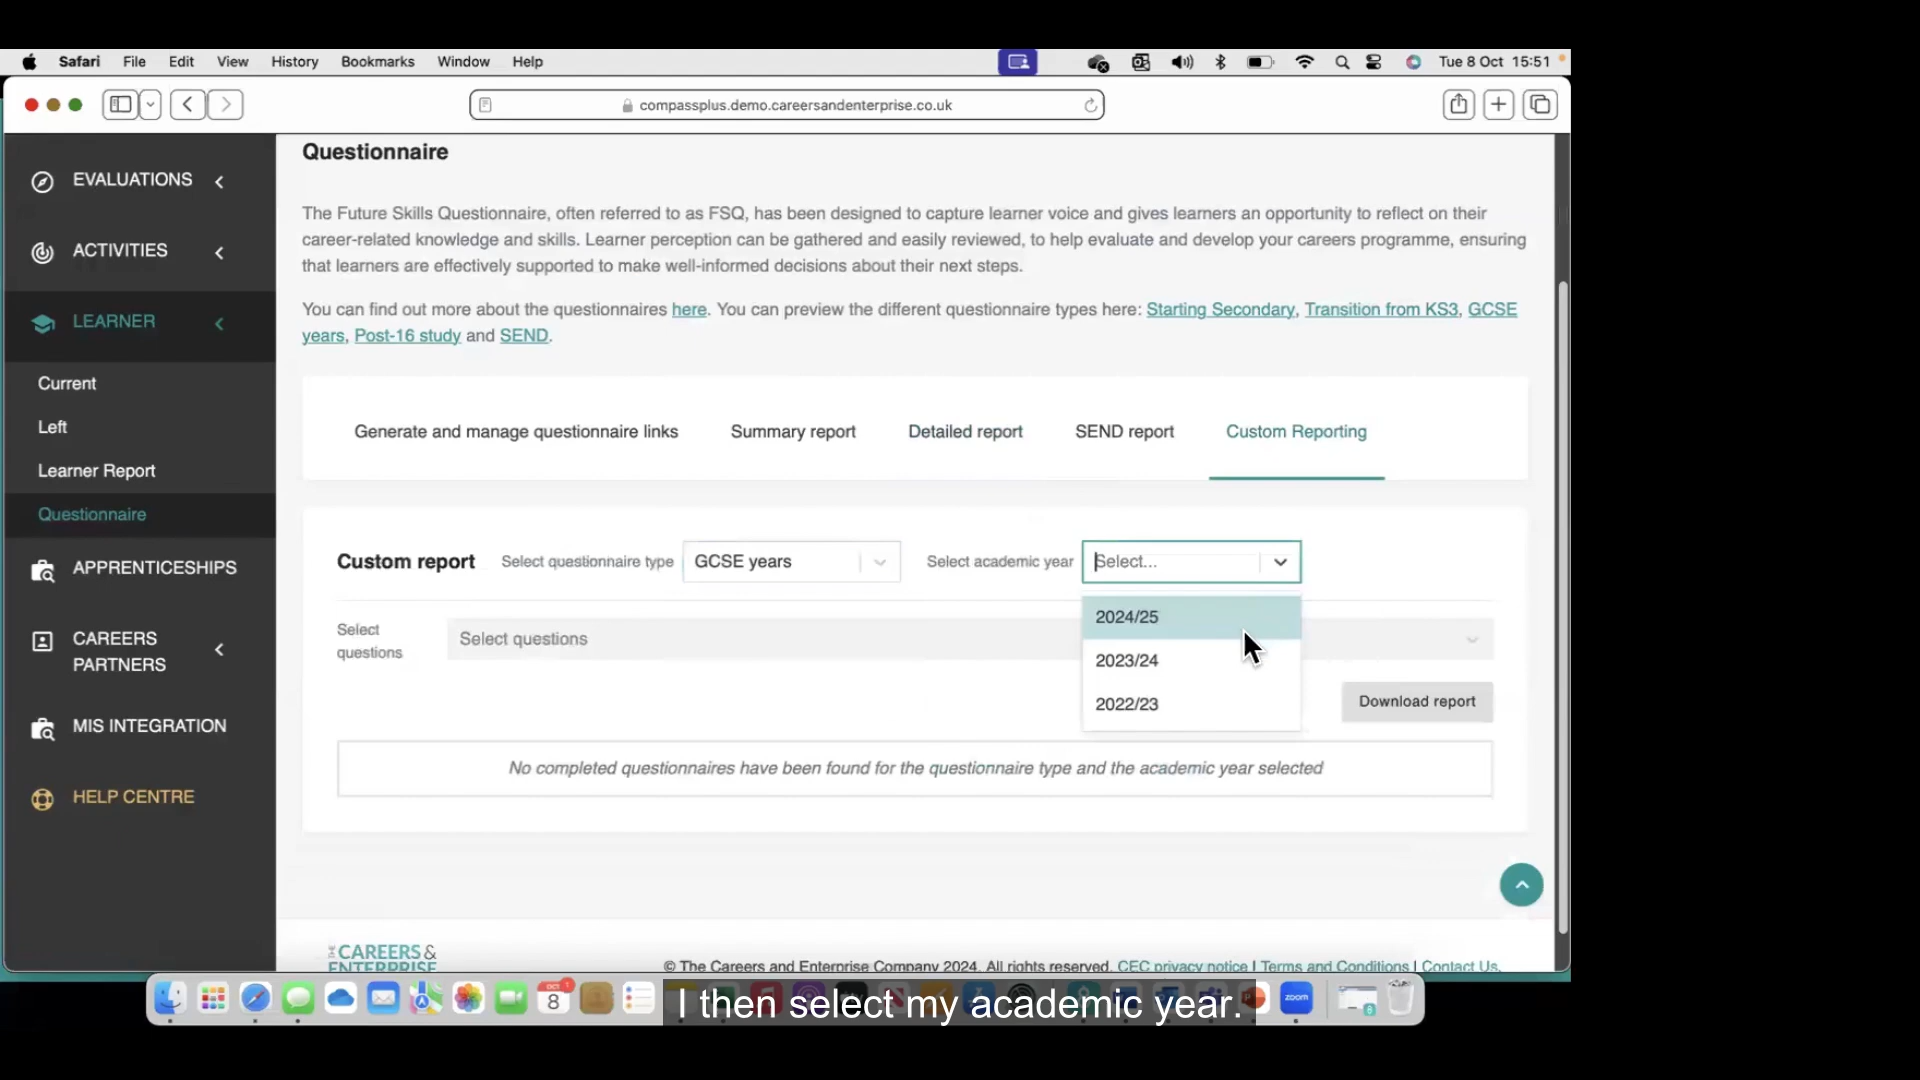 Safari File Edit View History Bookmarks Window Help Tue 8 Oct 15:51
compassplus.demo.careersandenterprise.co.uk
EVALUATIONS
ACTIVITIES
LEARNER
Current
Left
Learner Report
Questionnaire
APPRENTICESHIPS
CAREERS
PARTNERS
MIS INTEGRATION
HELP CENTRE
Questionnaire
The Future Skills Questionnaire, often referred to as FSQ, has been designed to capture learner voice and gives learners an opportunity to reflect on their
career-related knowledge and skills. Learner perception can be gathered and easily reviewed, to help evaluate and develop your careers programme, ensuring
that learners are effectively supported to make well-informed decisions about their next steps.
You can find out more about the questionnaires here. You can preview the different questionnaire types here: Starting Secondary, Transition from KS3, GCSE
years, Post-16 study and SEND.
Generate and manage questionnaire links Summary report Detailed report SEND report Custom Reporting
Custom report Select questionnaire type GCSE years Select academic year Select...
2024/25
2023/24
2022/23
Select
questions
Select questions
Download report
No completed questionnaires have been found for the questionnaire type and the academic year selected
THE CAREERS &
ENTERPRISE
© The Careers and Enterprise Company 2024. All rights reserved. CEC privacy notice | Terms and Conditions | Contact Us.
OCT
8
zoom
I then select my academic year.